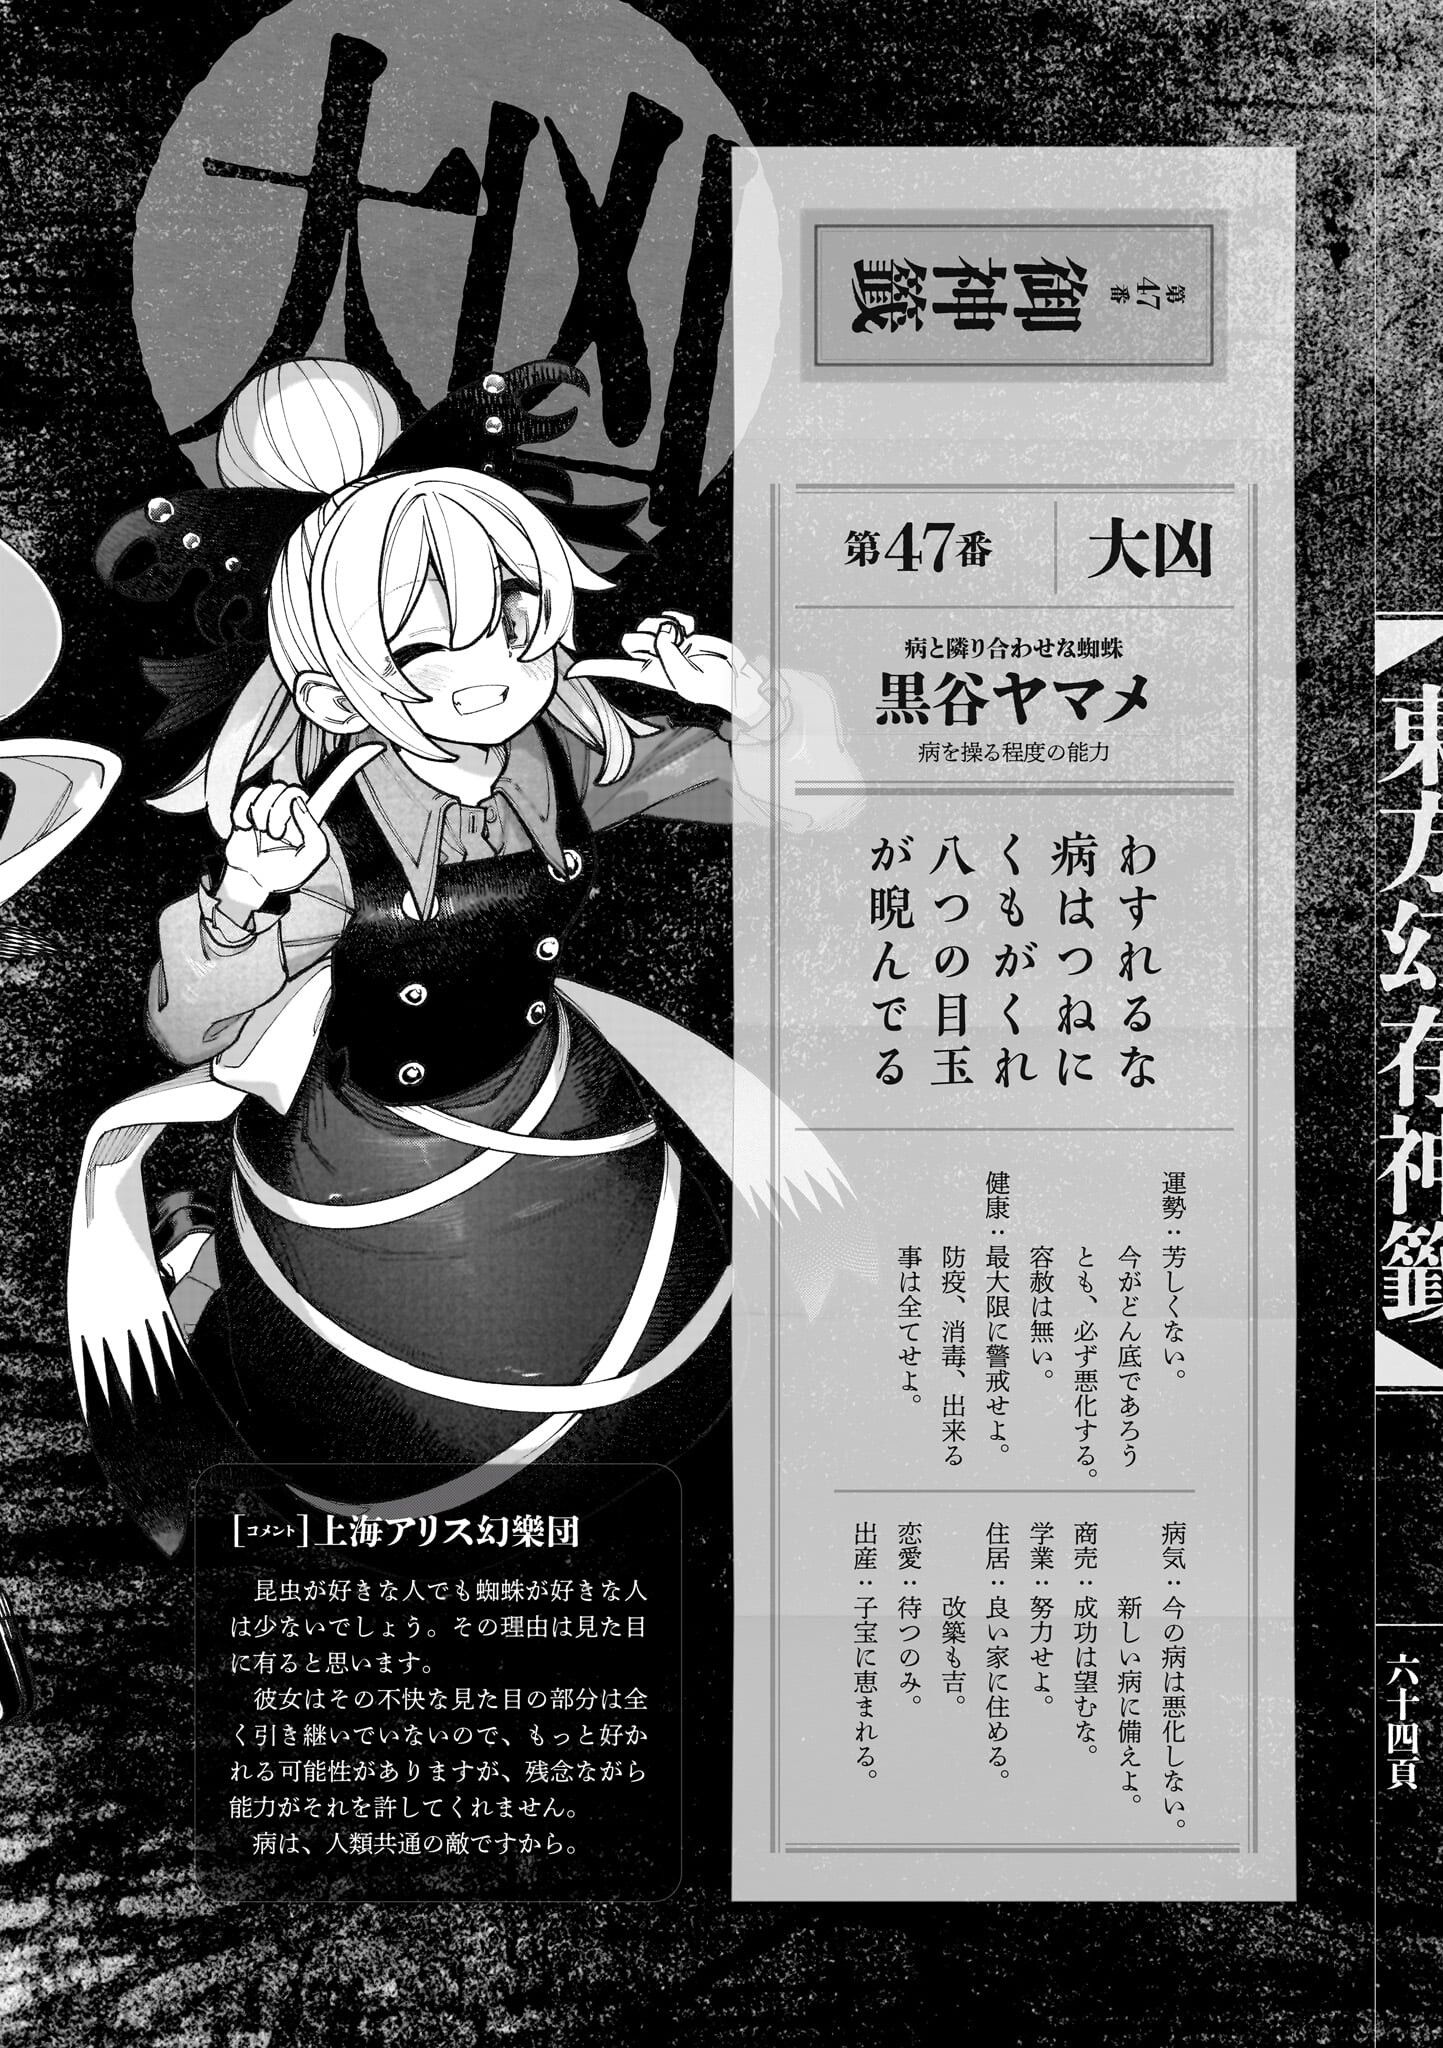 大凶
御神籤
第47番
第47番
大凶
病と隣り合わせな蜘蛛
黒谷ヤマメ
病を操る程度の能力
わすれるな
病はつねに
くもがくれ
八つの目玉
が睨んでる
運勢：芳しくない。
今がどん底であろう
とも、必ず悪化する。
容赦は無い。
健康：最大限に警戒せよ。
防疫、消毒、出来る
事は全てせよ。
病気：今の病は悪化しない。
新しい病に備えよ。
商売：成功は望むな。
学業：努力せよ。
住居：良い家に住める。
改築も吉。
恋愛：待つのみ。
出産：子宝に恵まれる。
［コメント］上海アリス幻樂団
昆虫が好きな人でも蜘蛛が好きな人
は少ないでしょう。その理由は見た目
に有ると思います。
彼女はその不快な見た目の部分は全
く引き継いでいないので、もっと好か
れる可能性がありますが、残念ながら
能力がそれを許してくれません。
病は、人類共通の敵ですから。
【東方幻存神籤】
六十四頁